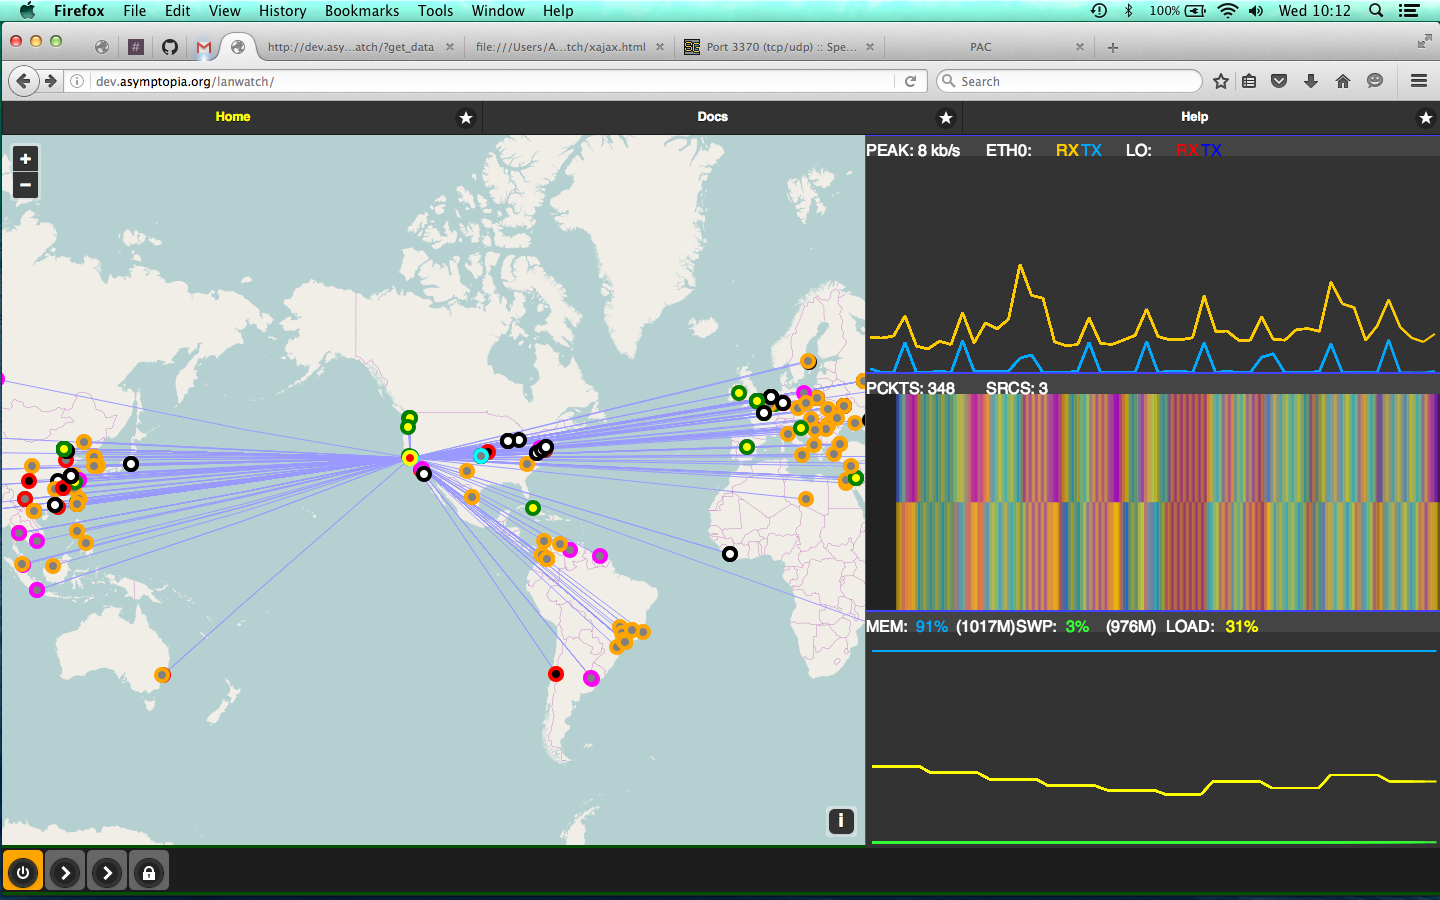 Firefox File Edit View History Bookmarks Tools Window Help 100% Wed 10:12
# http://dev.asy...atch/?get_data file:///Users/A...tch/xajax.html SG Port 3370 (tcp/udp) :: Spe... PAC
dev.asymptopia.org/lanwatch/ Search
Home Docs Help
+
−
PEAK: 8 kb/s ETH0: RX TX LO: RX TX
PCKTS: 348 SRCS: 3
MEM: 91% (1017M) SWP: 3% (976M) LOAD: 31%
i